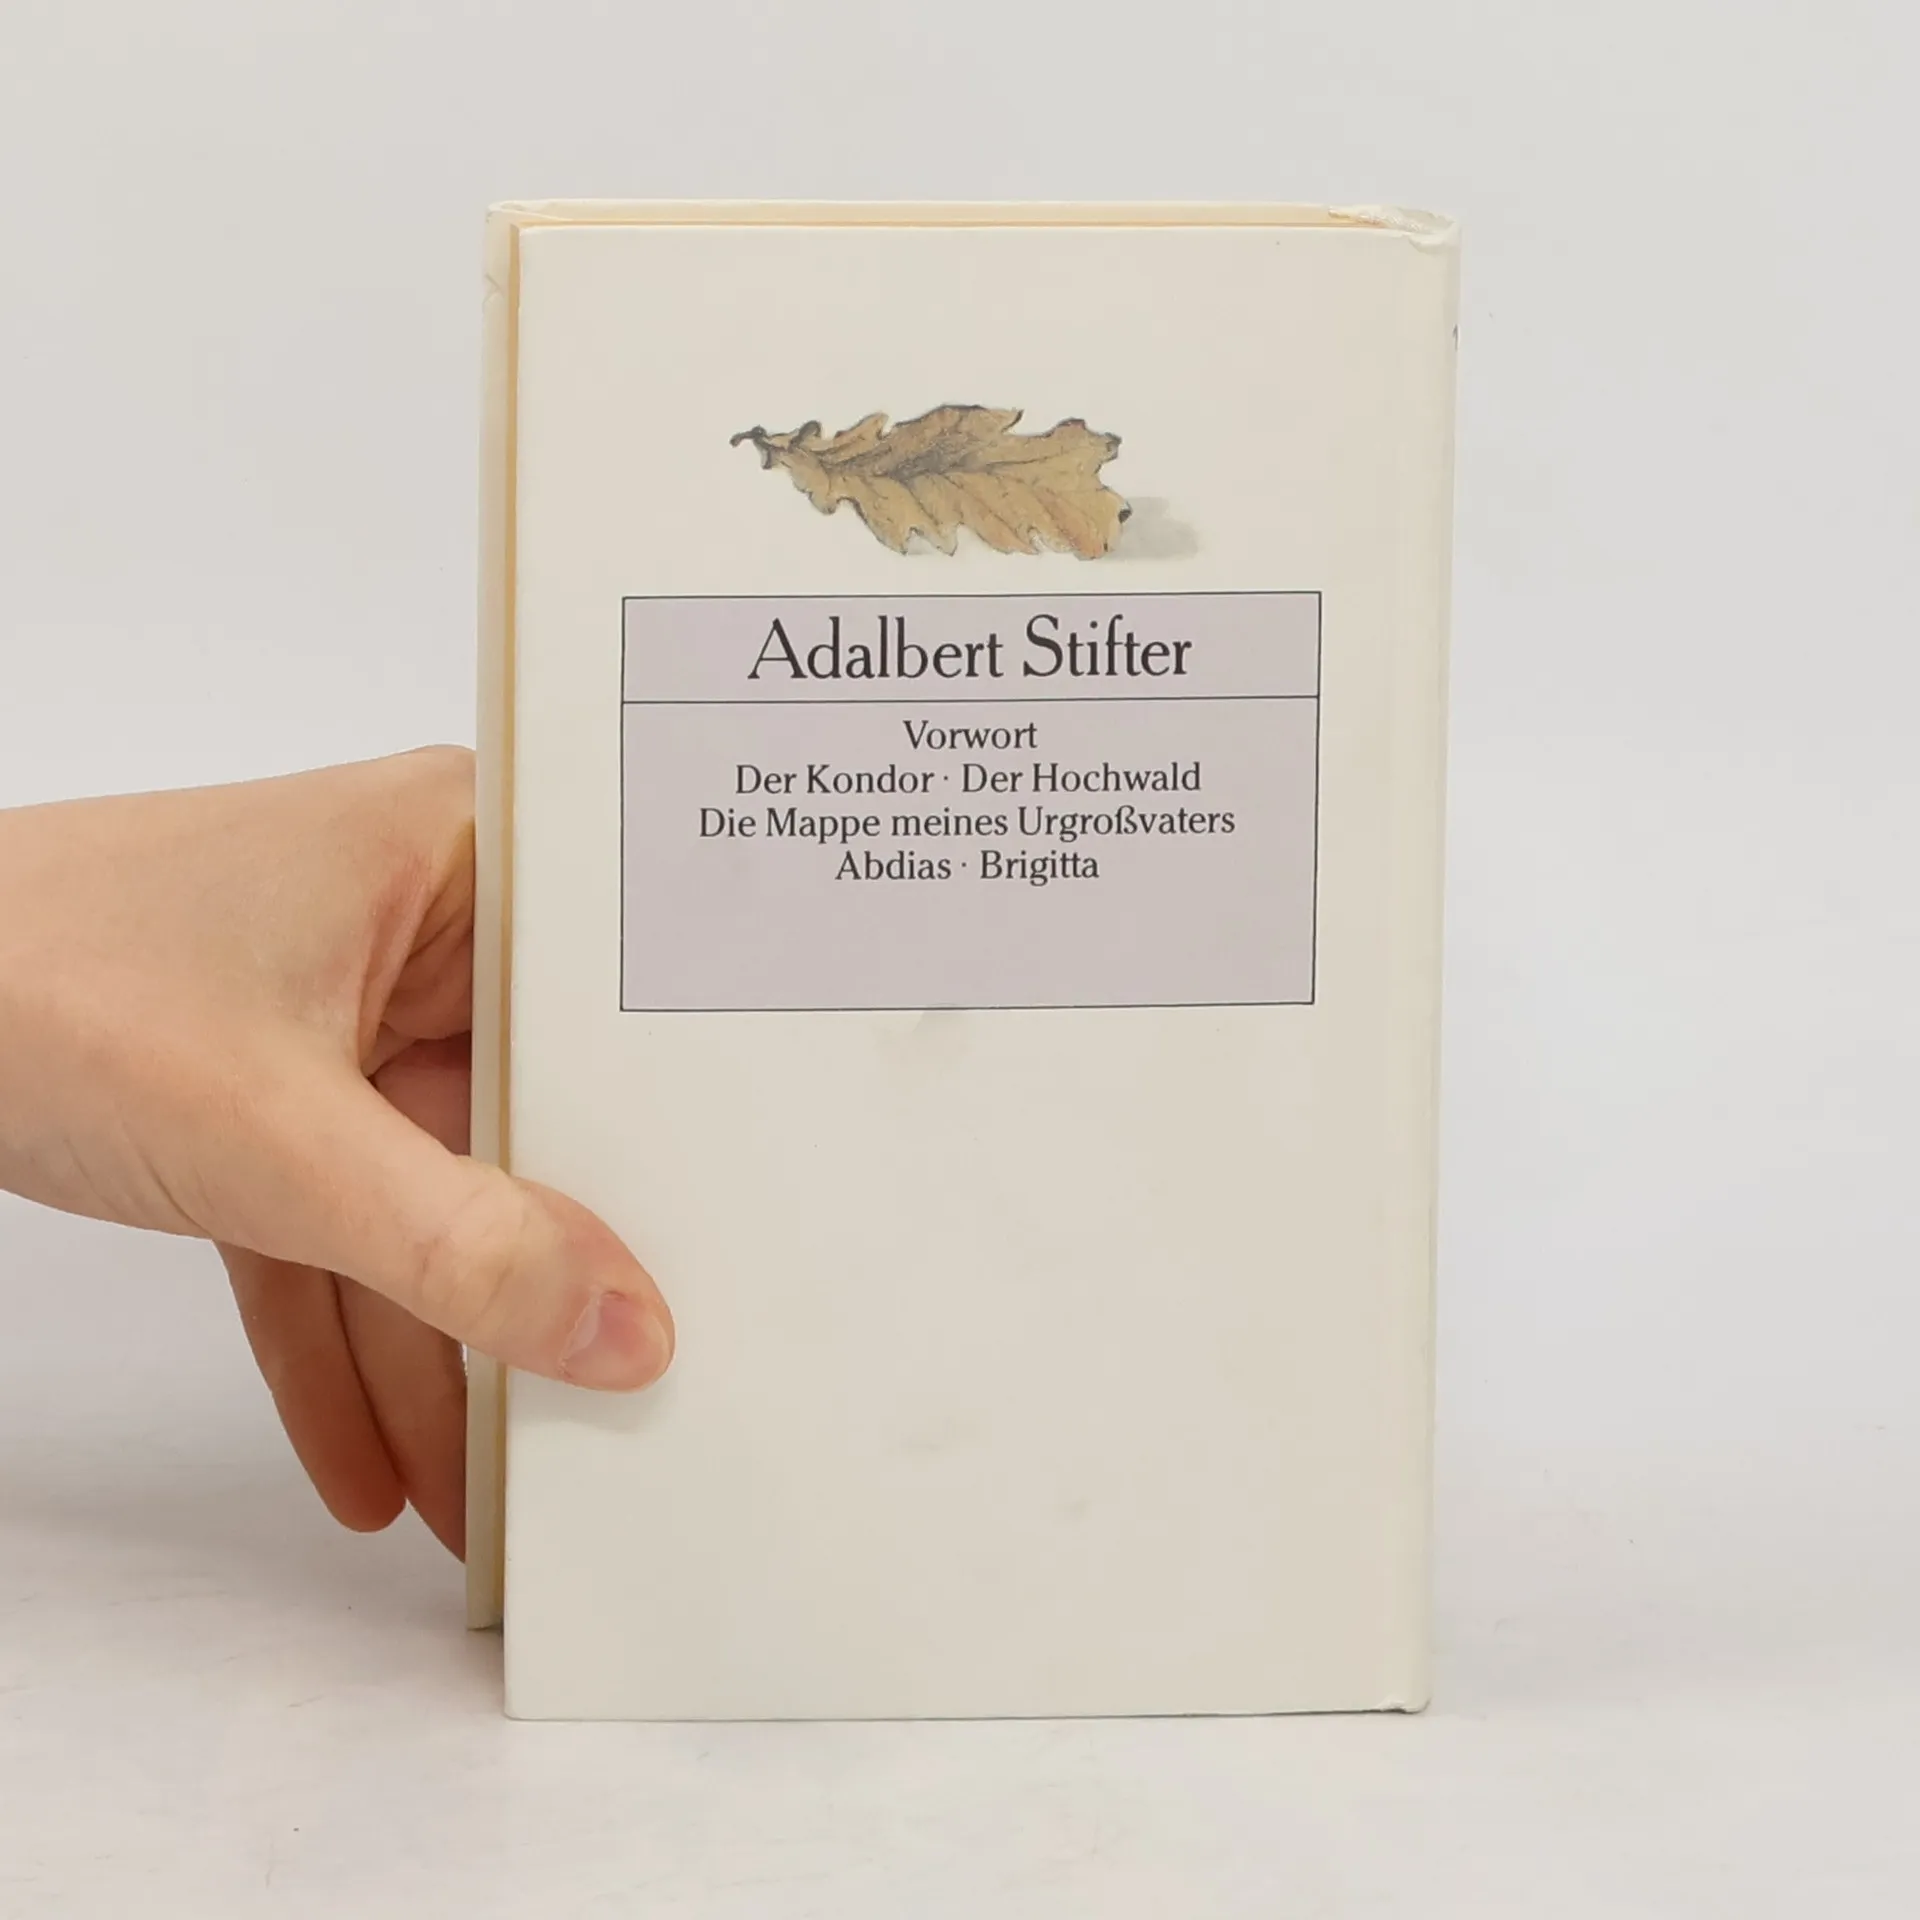 Adalbert Stifter
Vorwort
Der Kondor · Der Hochwald
Die Mappe meines Urgroßvaters
Abdias · Brigitta